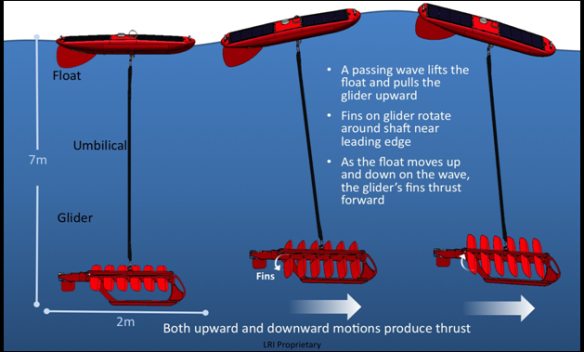 Float
7m
Umbilical
Glider
2m
• A passing wave lifts the
float and pulls the
glider upward
• Fins on glider rotate
around shaft near
leading edge
• As the float moves up
and down on the wave,
the glider's fins thrust
forward
Fins
Both upward and downward motions produce thrust
LRI Proprietary